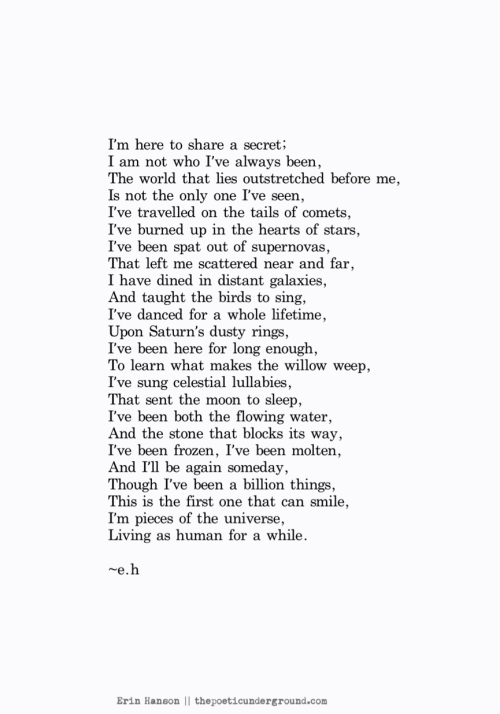 I'm here to share a secret;
I am not who I've always been,
The world that lies outstretched before me,
Is not the only one I've seen,
I've travelled on the tails of comets,
I've burned up in the hearts of stars,
I've been spat out of supernovas,
That left me scattered near and far,
I have dined in distant galaxies,
And taught the birds to sing,
I've danced for a whole lifetime,
Upon Saturn's dusty rings,
I've been here for long enough,
To learn what makes the willow weep,
I've sung celestial lullabies,
That sent the moon to sleep,
I've been both the flowing water,
And the stone that blocks its way,
I've been frozen, I've been molten,
And I'll be again someday,
Though I've been a billion things,
This is the first one that can smile,
I'm pieces of the universe,
Living as human for a while.
~e.h
Erin Hanson || thepoeticunderground.com